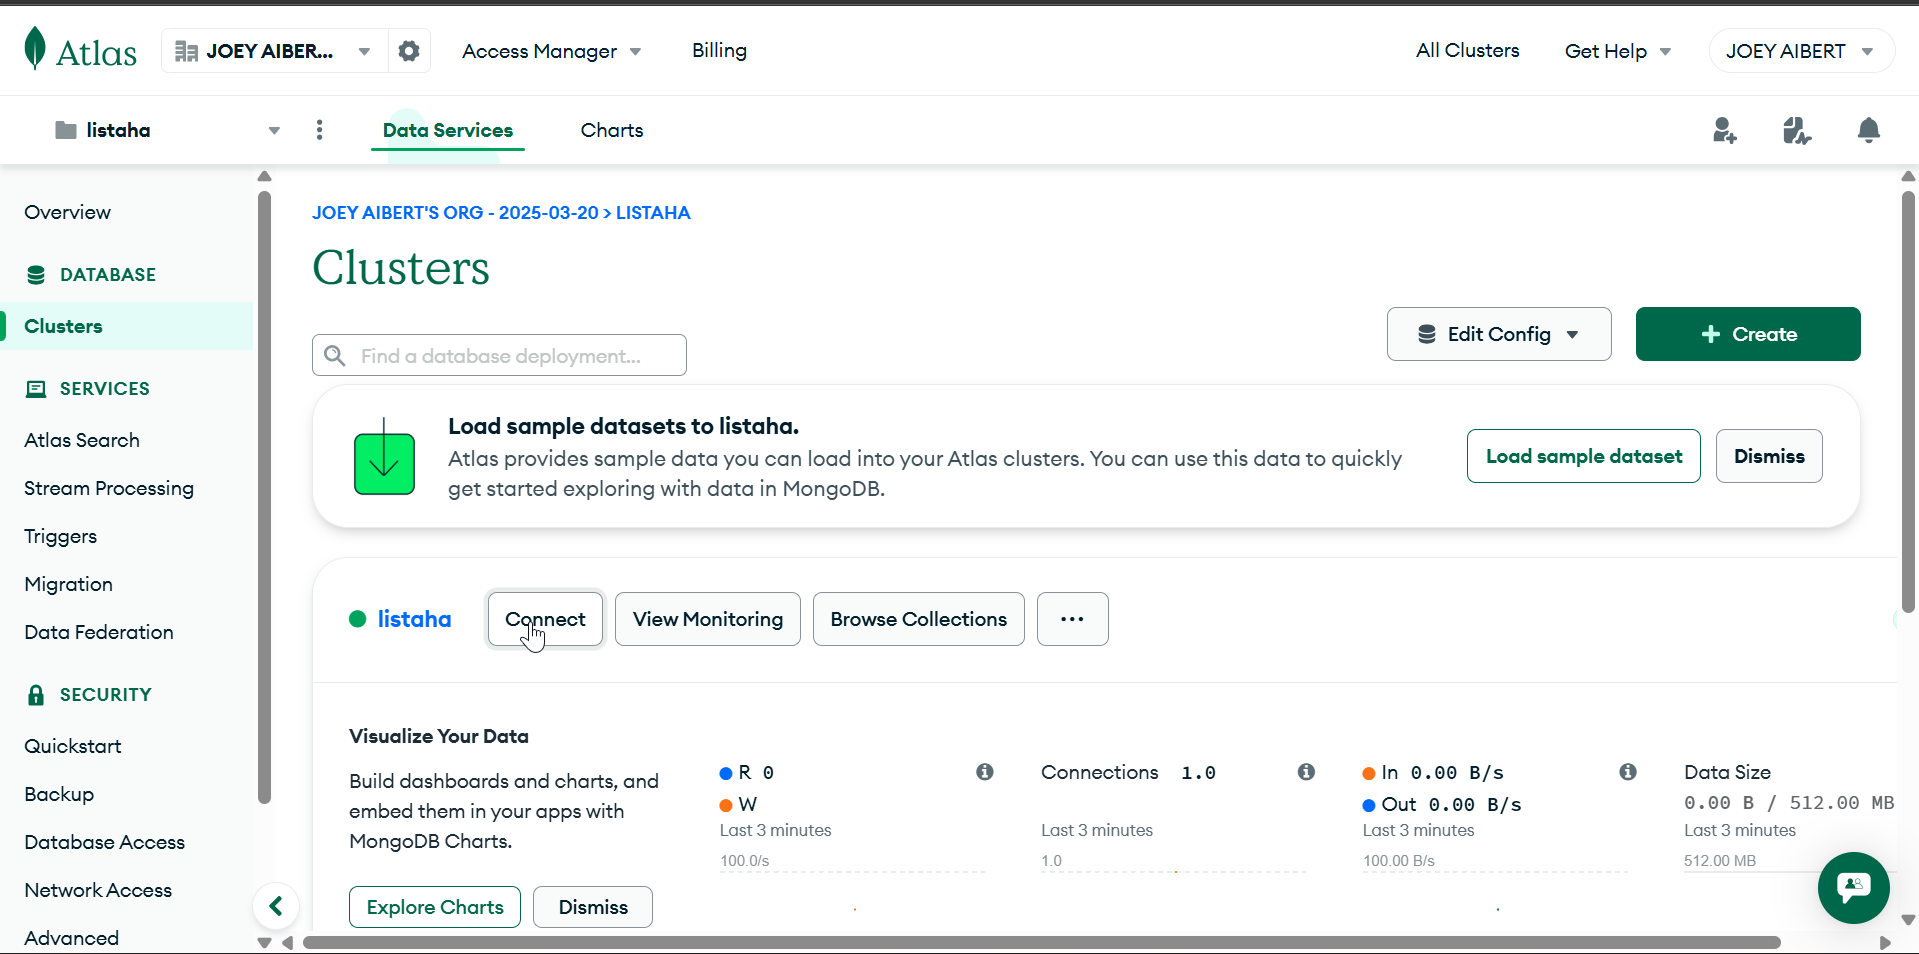 Atlas
JOEY AIBER...
Access Manager
Billing
All Clusters
Get Help
JOEY AIBERT
listaha
Data Services
Charts
Overview
DATABASE
Clusters
SERVICES
Atlas Search
Stream Processing
Triggers
Migration
Data Federation
SECURITY
Quickstart
Backup
Database Access
Network Access
Advanced
JOEY AIBERT'S ORG - 2025-03-20 > LISTAHA
Clusters
Find a database deployment...
Edit Config
+ Create
Load sample datasets to listaha.
Atlas provides sample data you can load into your Atlas clusters. You can use this data to quickly
get started exploring with data in MongoDB.
Load sample dataset
Dismiss
listaha
Connect
View Monitoring
Browse Collections
...
Visualize Your Data
Build dashboards and charts, and
embed them in your apps with
MongoDB Charts.
Explore Charts
Dismiss
R 0
W
Last 3 minutes
100.0/s
Connections 1.0
Last 3 minutes
1.0
In 0.00 B/s
Out 0.00 B/s
Last 3 minutes
100.00 B/s
Data Size
0.00 B / 512.00 MB
Last 3 minutes
512.00 MB